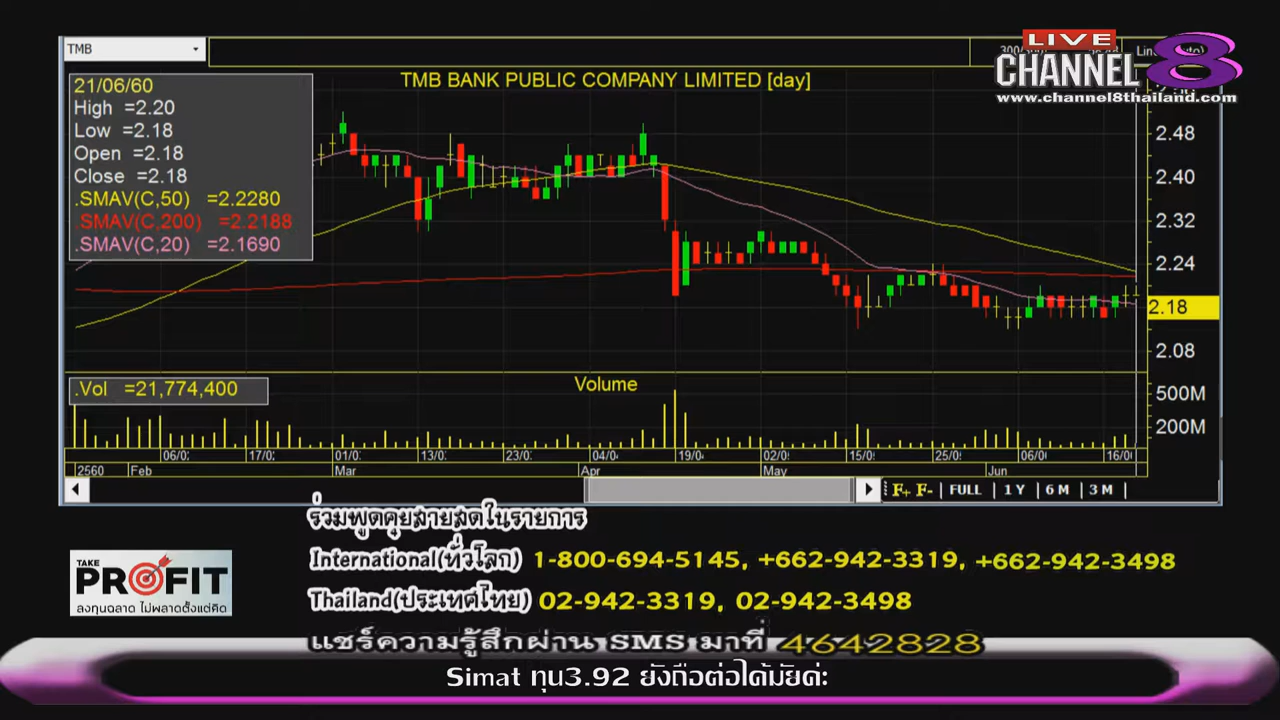 TMB
LIVE
CHANNEL 8
www.channel8thailand.com
TMB BANK PUBLIC COMPANY LIMITED [day]
21/06/60
High =2.20
Low =2.18
Open =2.18
Close =2.18
.SMAV(C,50) =2.2280
.SMAV(C,200) =2.2188
.SMAV(C,20) =2.1690
2.48
2.40
2.32
2.24
2.18
2.08
.Vol =21,774,400
Volume
500M
200M
06/0 17/0 01/0 13/0 23/0 04/0 19/0 02/0 15/0 25/0 06/0 16/0
2560 Feb Mar Apr May Jun
F+ F- FULL 1 Y 6 M 3 M
ร่วมพูดคุยสายสดในรายการ
International(ทั่วโลก) 1-800-694-5145, +662-942-3319, +662-942-3498
TAKE
PROFIT
ลงทุนฉลาด ไม่พลาดตั้งแต่คิด
Thailand(ประเทศไทย) 02-942-3319, 02-942-3498
แชร์ความรู้สึกผ่าน SMS มาที่ 4642828
Simat ทุน3.92 ยังถือต่อได้มัยค่ะ